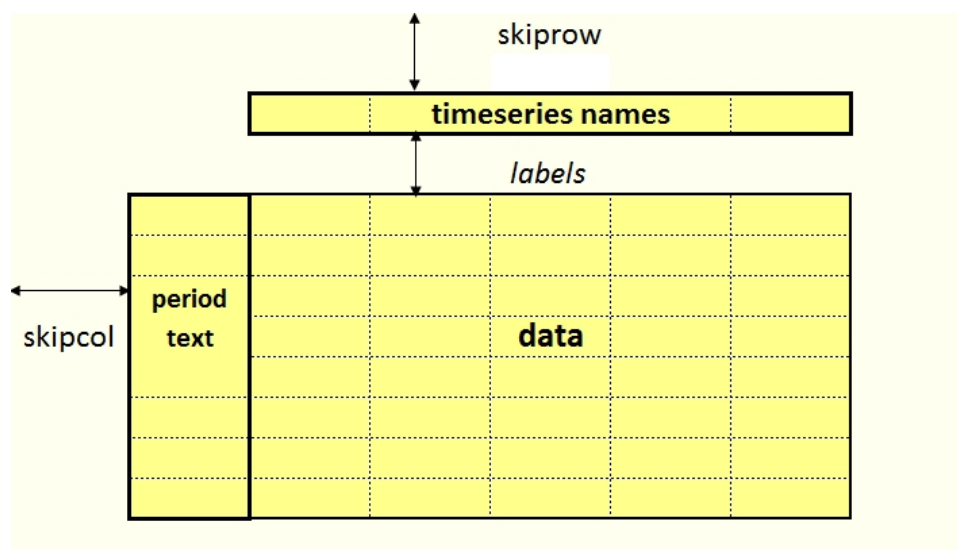 skiprow
timeseries names
labels
period
text
skipcol
data